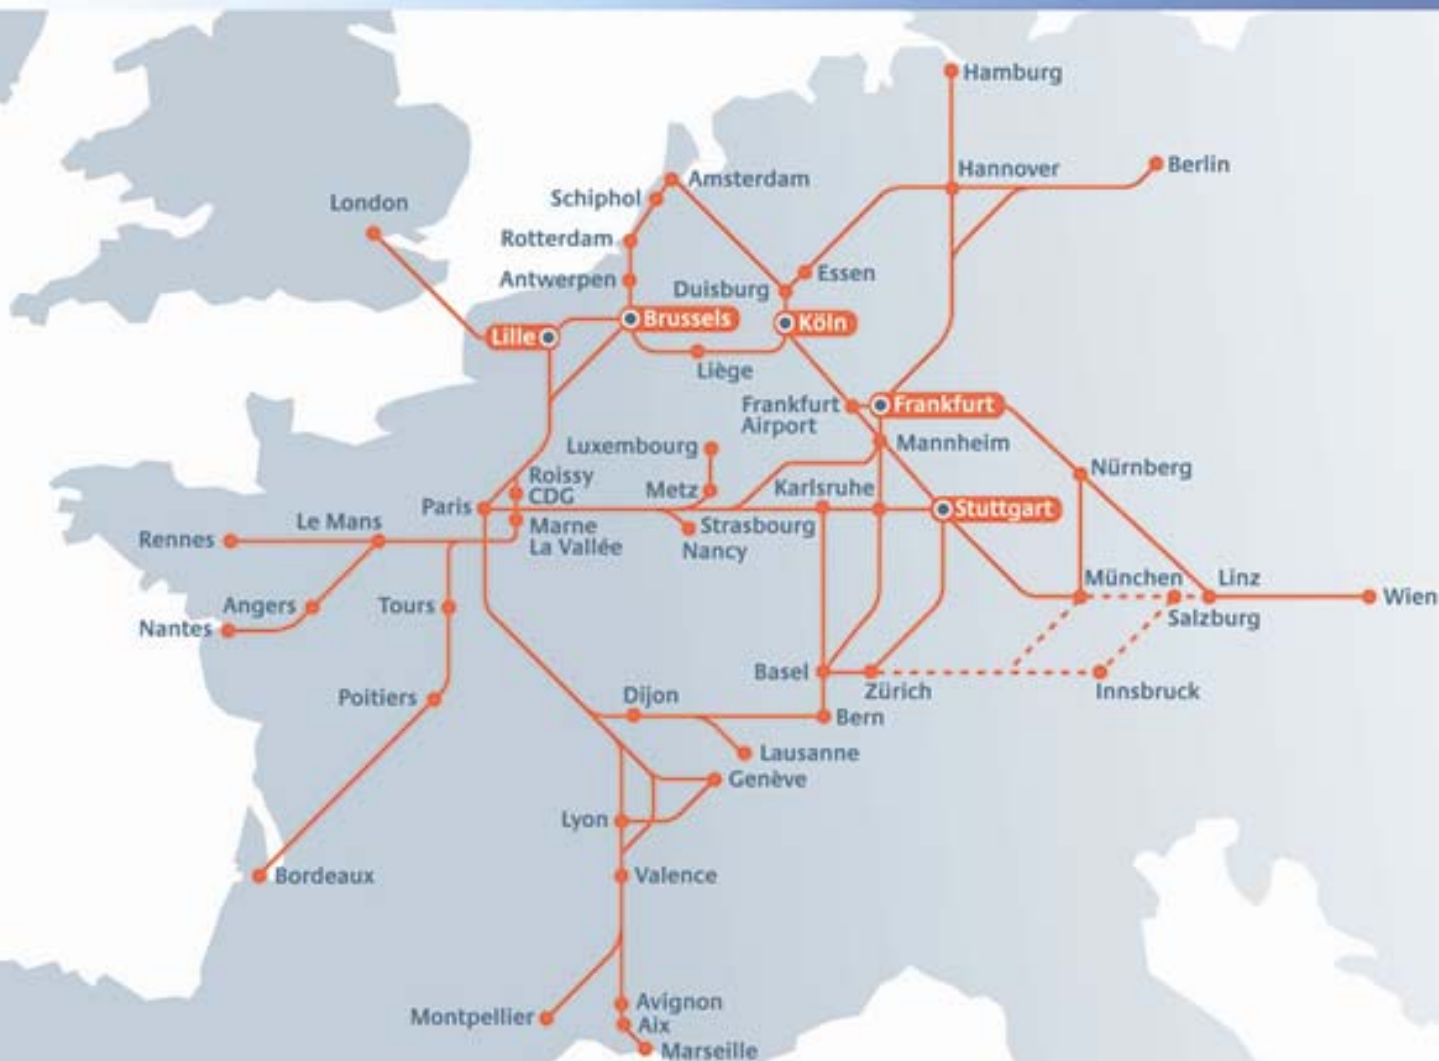 Hamburg
Hannover
Berlin
Amsterdam
Schiphol
London
Rotterdam
Essen
Antwerpen
Duisburg
Brussels
Köln
Lille
Liège
Frankfurt
Airport
Frankfurt
Luxembourg
Mannheim
Nürnberg
Roissy
CDG
Metz
Karlsruhe
Paris
Stuttgart
Le Mans
Marne
La Vallée
Strasbourg
Nancy
Rennes
München
Linz
Angers
Tours
Wien
Salzburg
Nantes
Basel
Zürich
Innsbruck
Poitiers
Dijon
Bern
Lausanne
Genève
Lyon
Bordeaux
Valence
Avignon
Montpellier
Aix
Marseille